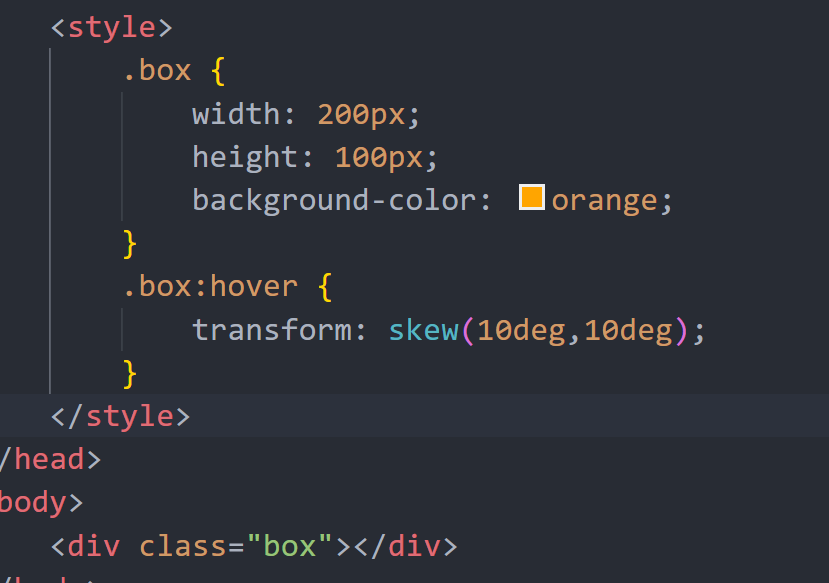 <style>
.box {
width: 200px;
height: 100px;
background-color: orange;
}
.box:hover {
transform: skew(10deg,10deg);
}
</style>
/head>
body>
<div class="box"></div>